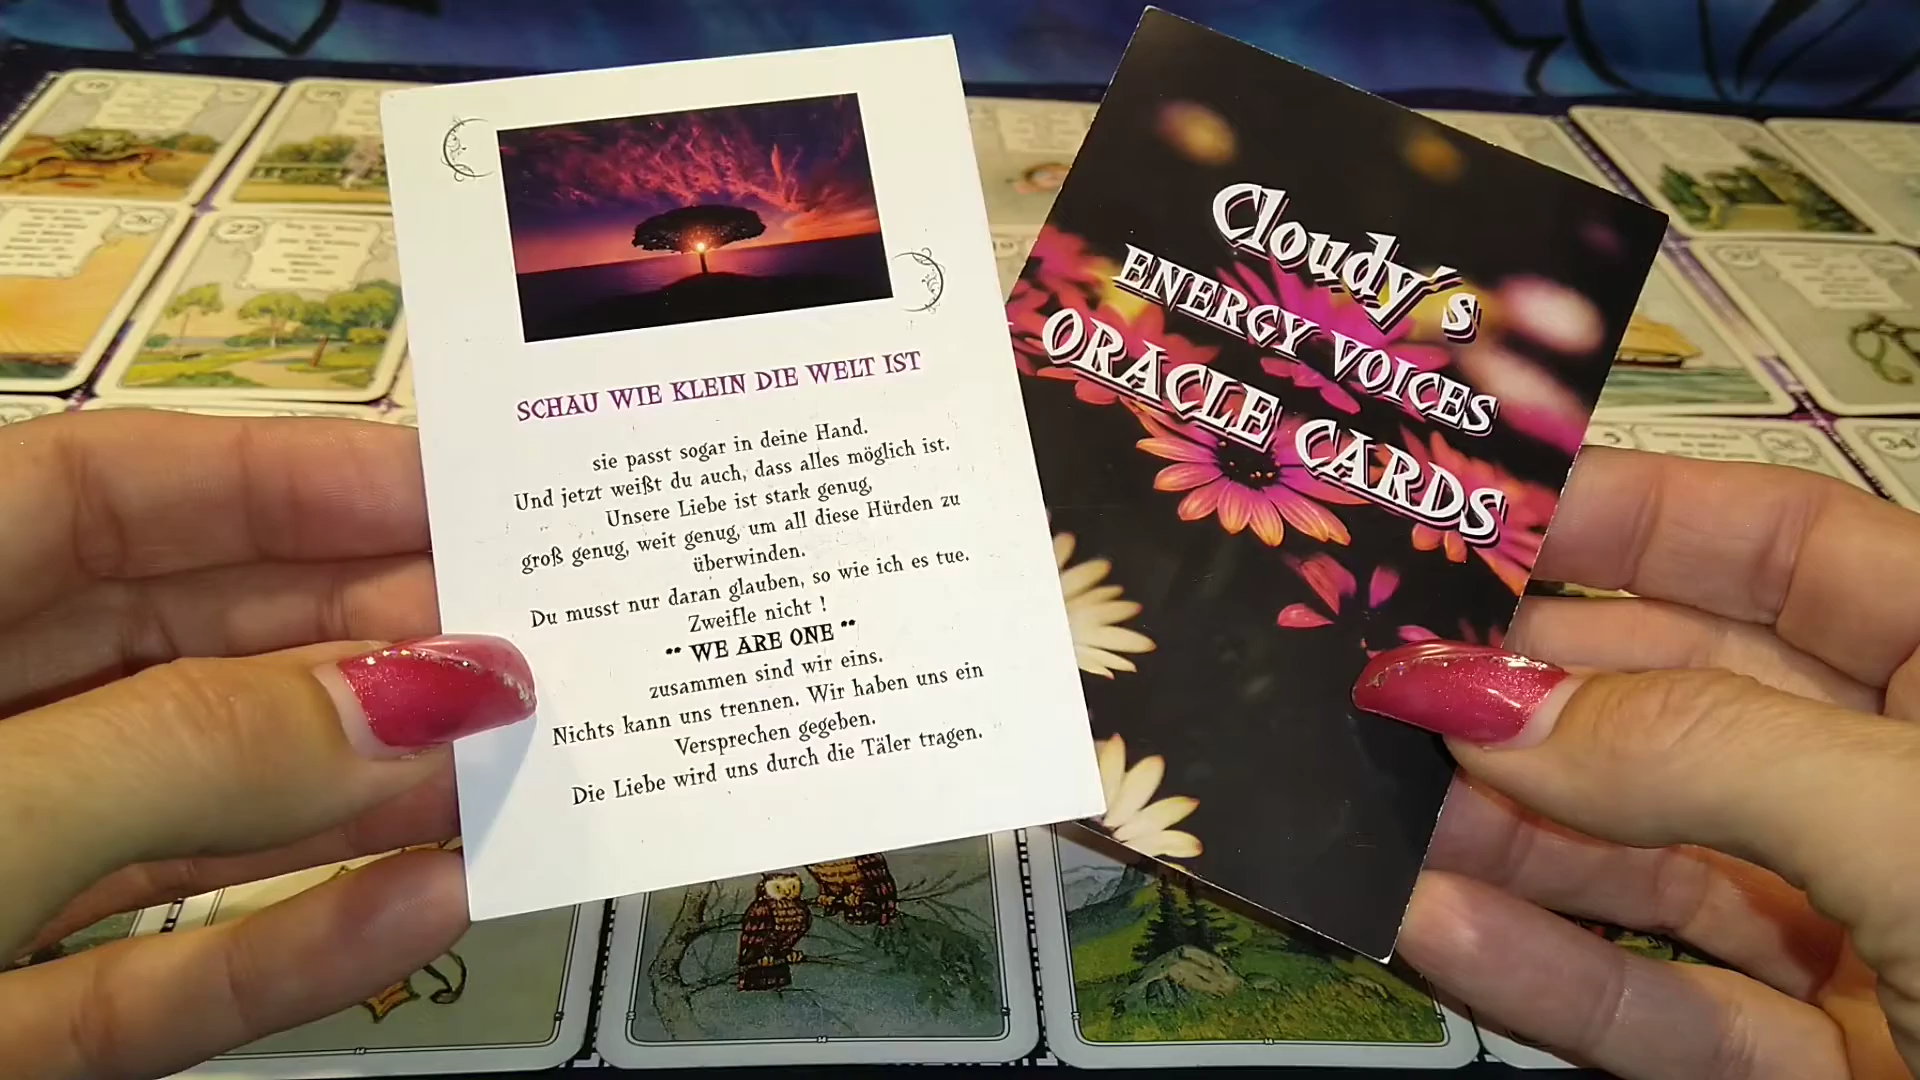 SCHAU WIE KLEIN DIE WELT IST
sie passt sogar in deine Hand.
Und jetzt weißt du auch, dass alles möglich ist.
Unsere Liebe ist stark genug,
groß genug, weit genug, um all diese Hürden zu
überwinden.
Du musst nur daran glauben, so wie ich es tue.
Zweifle nicht !
** WE ARE ONE **
zusammen sind wir eins.
Nichts kann uns trennen. Wir haben uns ein
Versprechen gegeben.
Die Liebe wird uns durch die Täler tragen.
Cloudy's
ENERGY VOICES
ORACLE CARDS
22
34